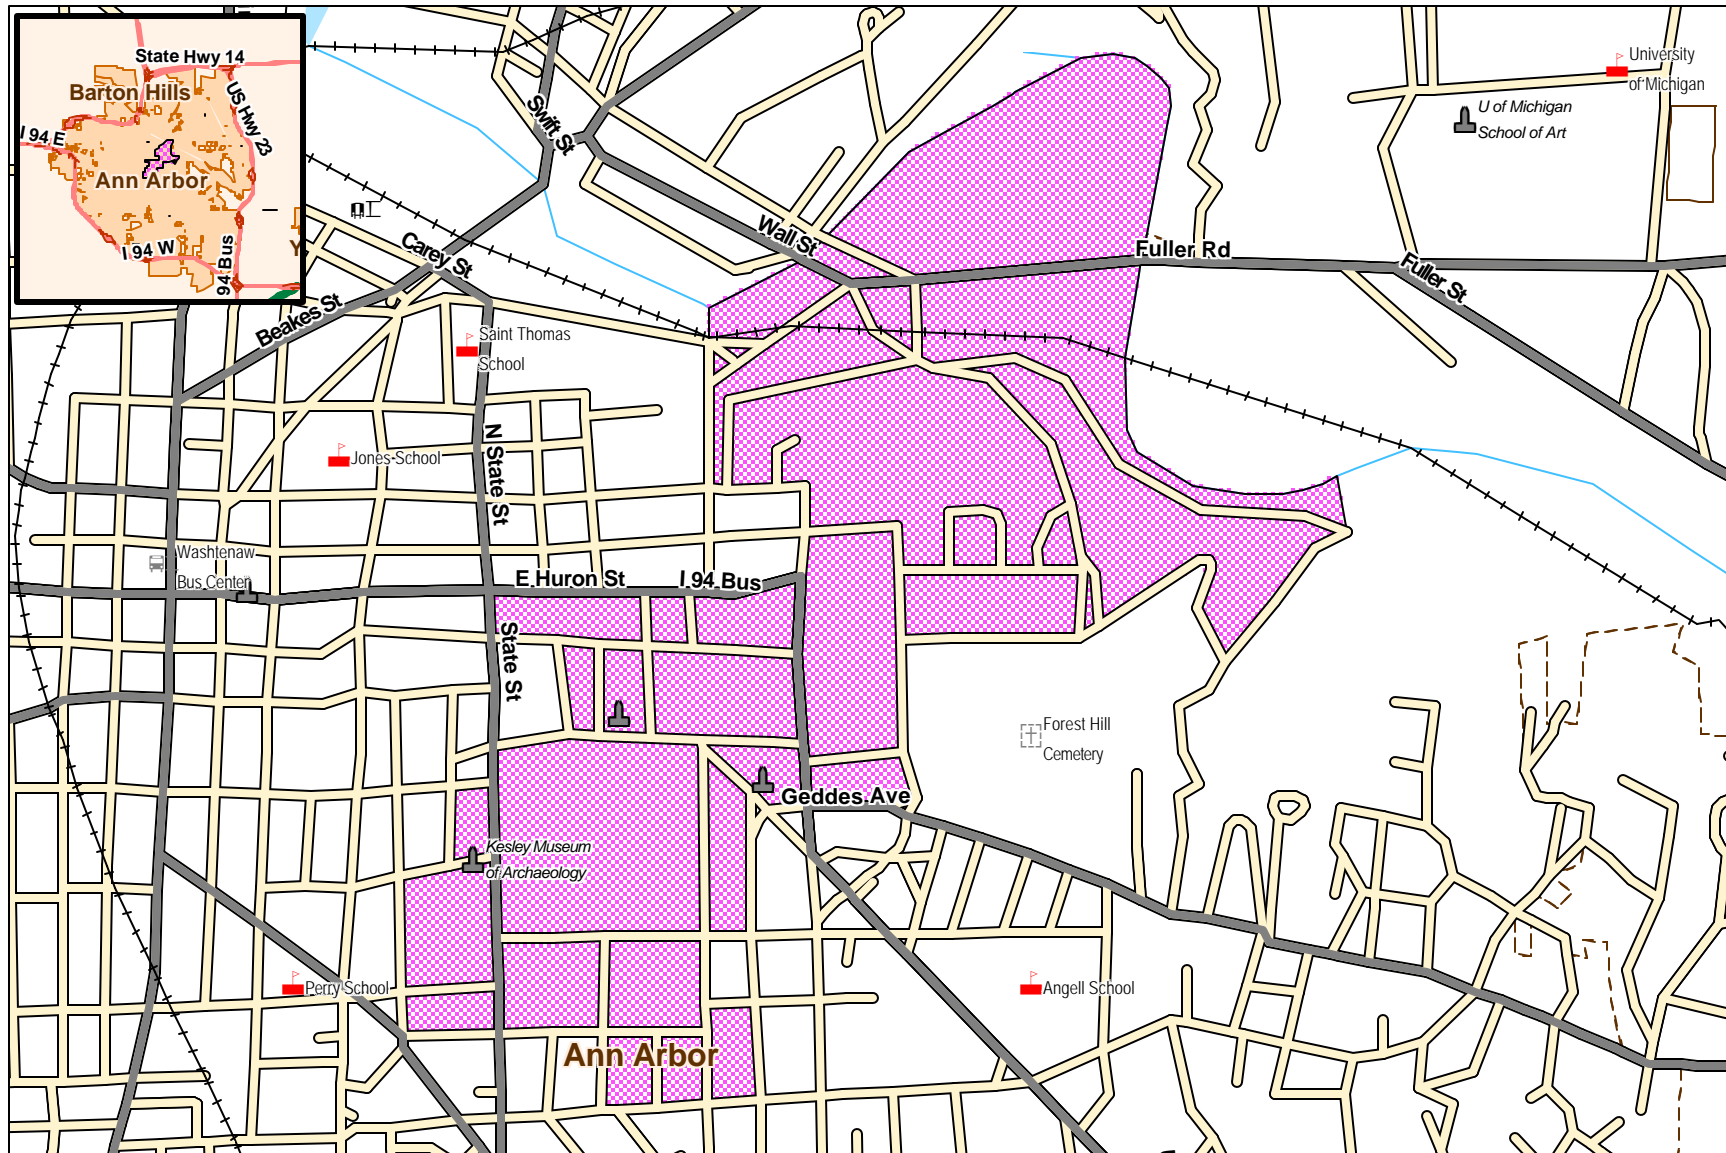 State Hwy 14
Barton Hills
US Hwy 23
I 94 E
Ann Arbor
I 94 W
94 Bus
Y
University
of Michigan
U of Michigan
School of Art
Swift St
Wall St
Fuller Rd
Fuller St
Carey St
Beakes St
Saint Thomas
School
N State St
Jones School
Washtenaw
Bus Center
E Huron St
I 94 Bus
State St
Forest Hill
Cemetery
Geddes Ave
Kesley Museum
of Archaeology
Perry School
Angell School
Ann Arbor